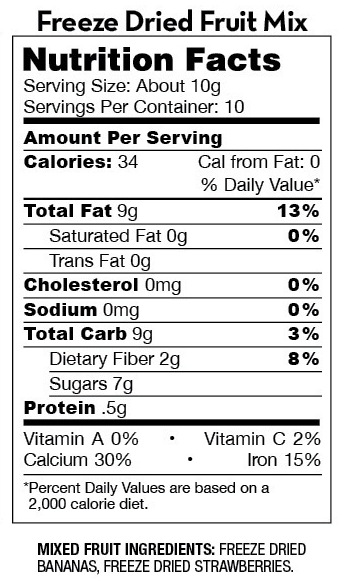 Freeze Dried Fruit Mix
Nutrition Facts
Serving Size: About 10g
Servings Per Container: 10
Amount Per Serving
Calories: 34 Cal from Fat: 0
% Daily Value*
Total Fat 9g 13%
Saturated Fat 0g 0%
Trans Fat 0g
Cholesterol 0mg 0%
Sodium 0mg 0%
Total Carb 9g 3%
Dietary Fiber 2g 8%
Sugars 7g
Protein .5g
Vitamin A 0% • Vitamin C 2%
Calcium 30% • Iron 15%
*Percent Daily Values are based on a
2,000 calorie diet.
MIXED FRUIT INGREDIENTS: FREEZE DRIED
BANANAS, FREEZE DRIED STRAWBERRIES.